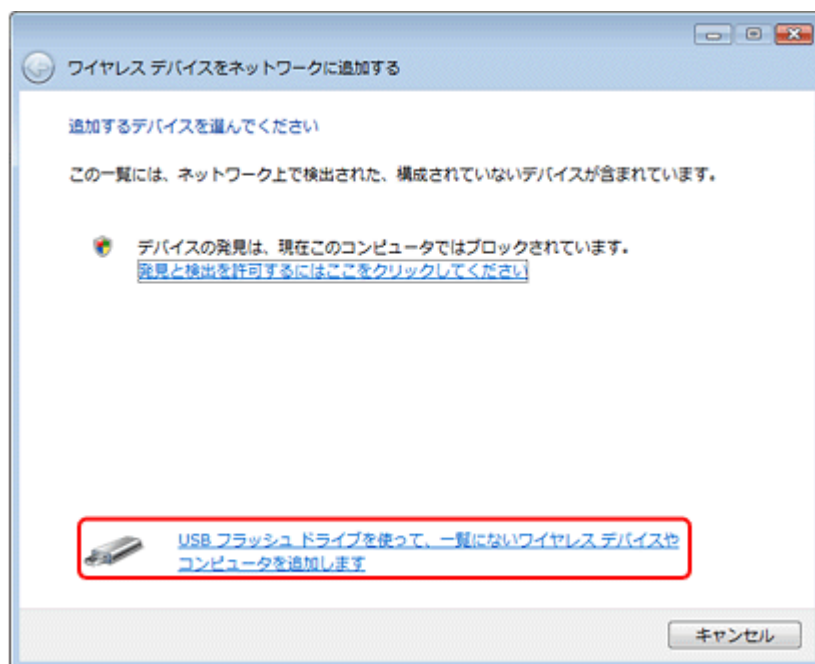 ワイヤレス デバイスをネットワークに追加する
追加するデバイスを選んでください
この一覧には、ネットワーク上で検出された、構成されていないデバイスが含まれています。
デバイスの発見は、現在このコンピュータではブロックされています。
発見と検出を許可するにはここをクリックしてください
USB フラッシュ ドライブを使って、一覧にないワイヤレス デバイスや
コンピュータを追加します
キャンセル